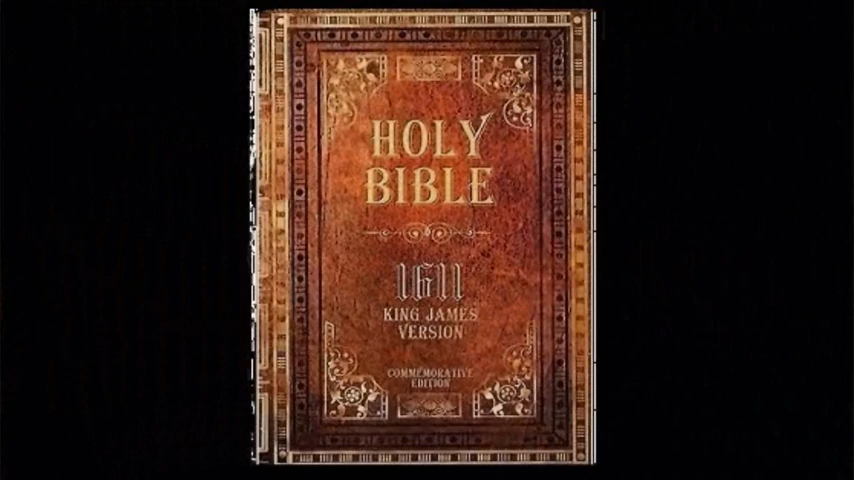 HOLY
BIBLE
1611
KING JAMES
VERSION
COMMEMORATIVE
EDITION